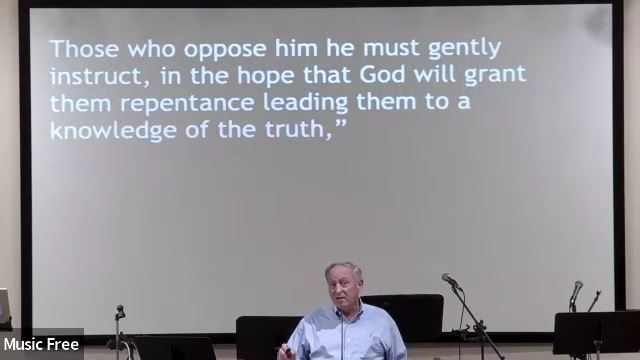 Those who oppose him he must gently
instruct, in the hope that God will grant
them repentance leading them to a
knowledge of the truth,”
Music Free